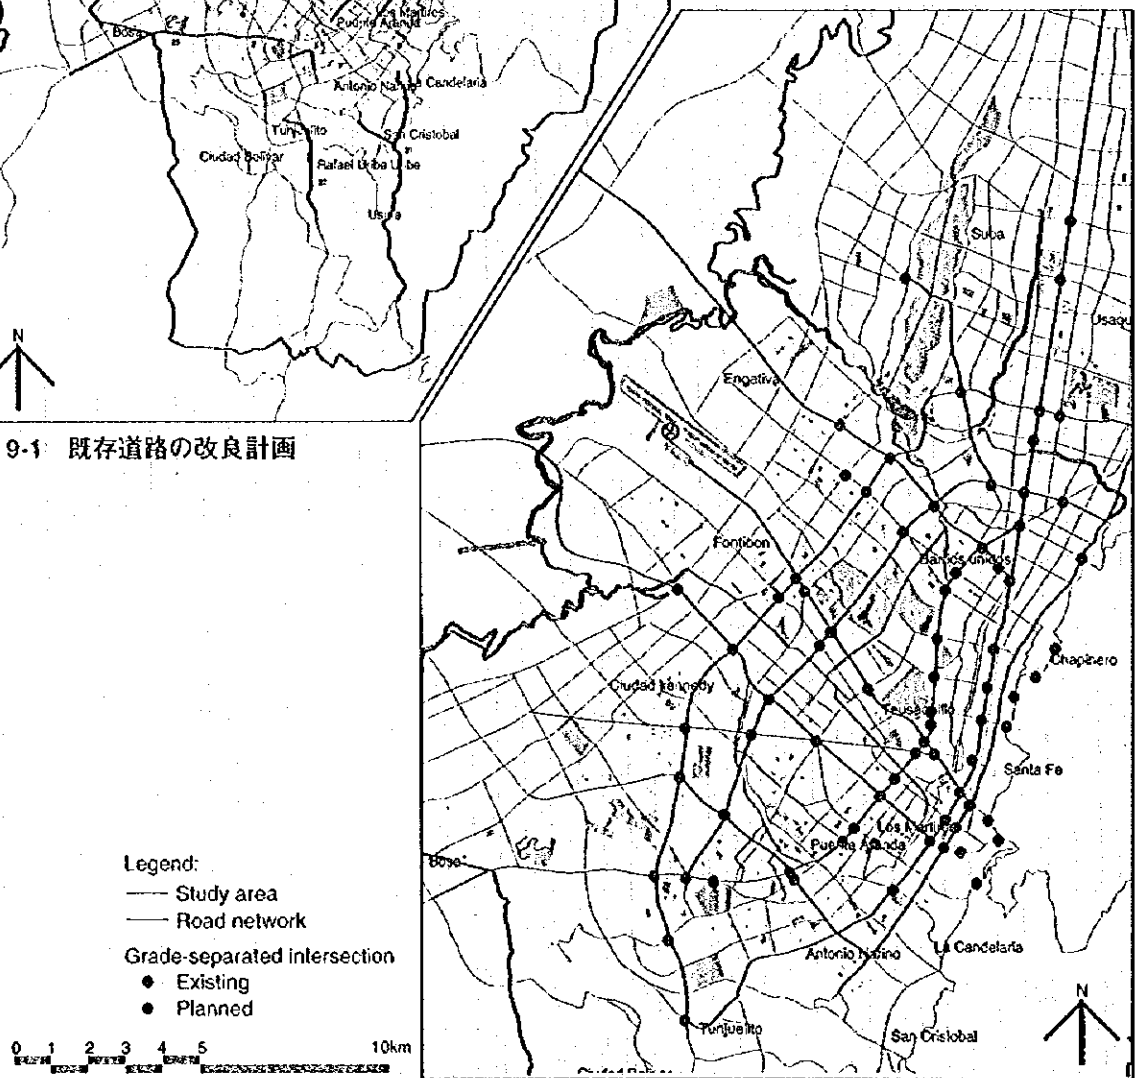 Los Martires
Puente Aranda
Bosa
Antonio Nariño
La Candelaria
Tunjuelito
San Cristobal
Ciudad Bolivar
Rafael Uribe Uribe
Usme
N
9-1 既存道路の改良計画
Legend:
Study area
Road network
Grade-separated intersection
Existing
Planned
0 1 2 3 4 5 10km
Suba
Engativa
Fontibon
Barrios unidos
Chapinero
Ciudad kennedy
Teusaquillo
Santa Fe
Los Martires
Puente Aranda
Bosa
La Candelaria
Antonio Nariño
N
Tunjuelito
San Cristobal